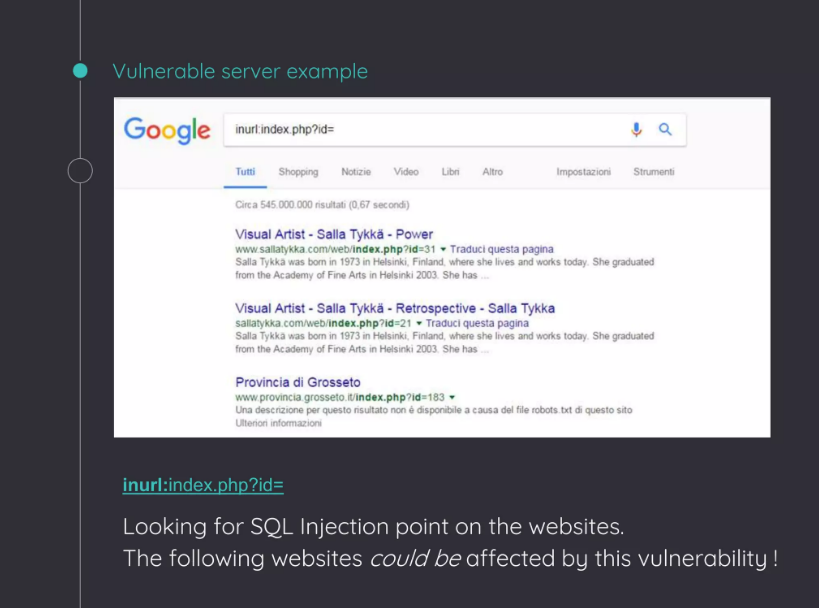 Vulnerable server example
Google
inurl:index.php?id=
Tutti Shopping Notizie Video Libri Altro Impostazioni Strumenti
Circa 545.000.000 risultati (0,67 secondi)
Visual Artist - Salla Tykkä - Power
www.sallatykka.com/web/index.php?id=31 ▾ Traduci questa pagina
Salla Tykkä was born in 1973 in Helsinki, Finland, where she lives and works today. She graduated
from the Academy of Fine Arts in Helsinki 2003. She has ...
Visual Artist - Salla Tykkä - Retrospective - Salla Tykka
sallatykka.com/web/index.php?id=21 ▾ Traduci questa pagina
Salla Tykkä was born in 1973 in Helsinki, Finland, where she lives and works today. She graduated
from the Academy of Fine Arts in Helsinki 2003. She has ...
Provincia di Grosseto
www.provincia.grosseto.it/index.php?id=183 ▾
Una descrizione per questo risultato non è disponibile a causa del file robots.txt di questo sito
Ulteriori informazioni
inurl:index.php?id=
Looking for SQL Injection point on the websites.
The following websites could be affected by this vulnerability !